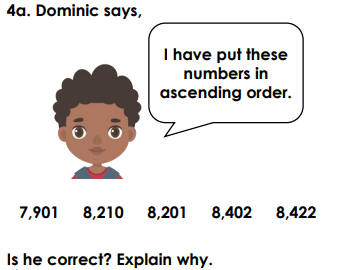 4a. Dominic says,
I have put these
numbers in
ascending order.
7,901 8,210 8,201 8,402 8,422
Is he correct? Explain why.